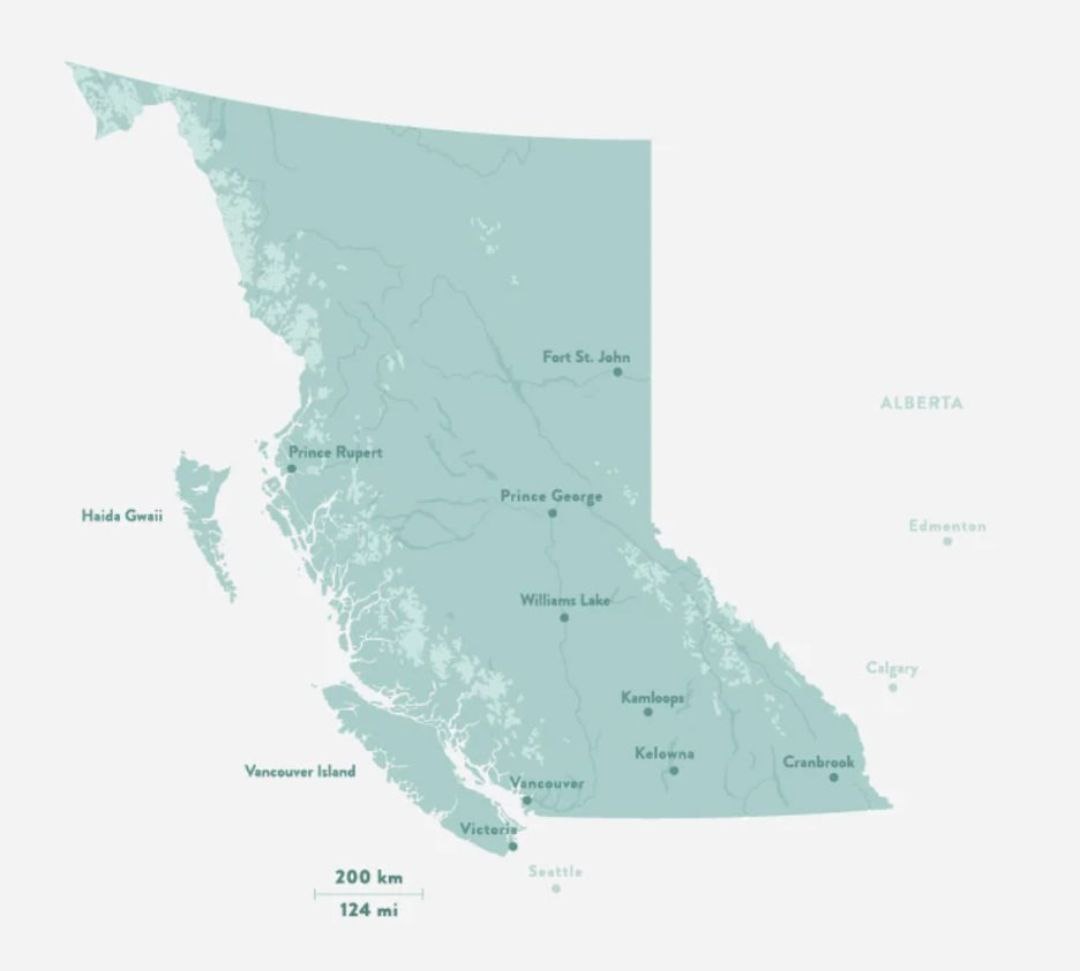 Fort St. John
ALBERTA
Prince Rupert
Prince George
Haida Gwaii
Edmonton
Williams Lake
Calgary
Kamloops
Kelowna
Cranbrook
Vancouver Island
Vancouver
Victoria
Seattle
200 km
124 mi